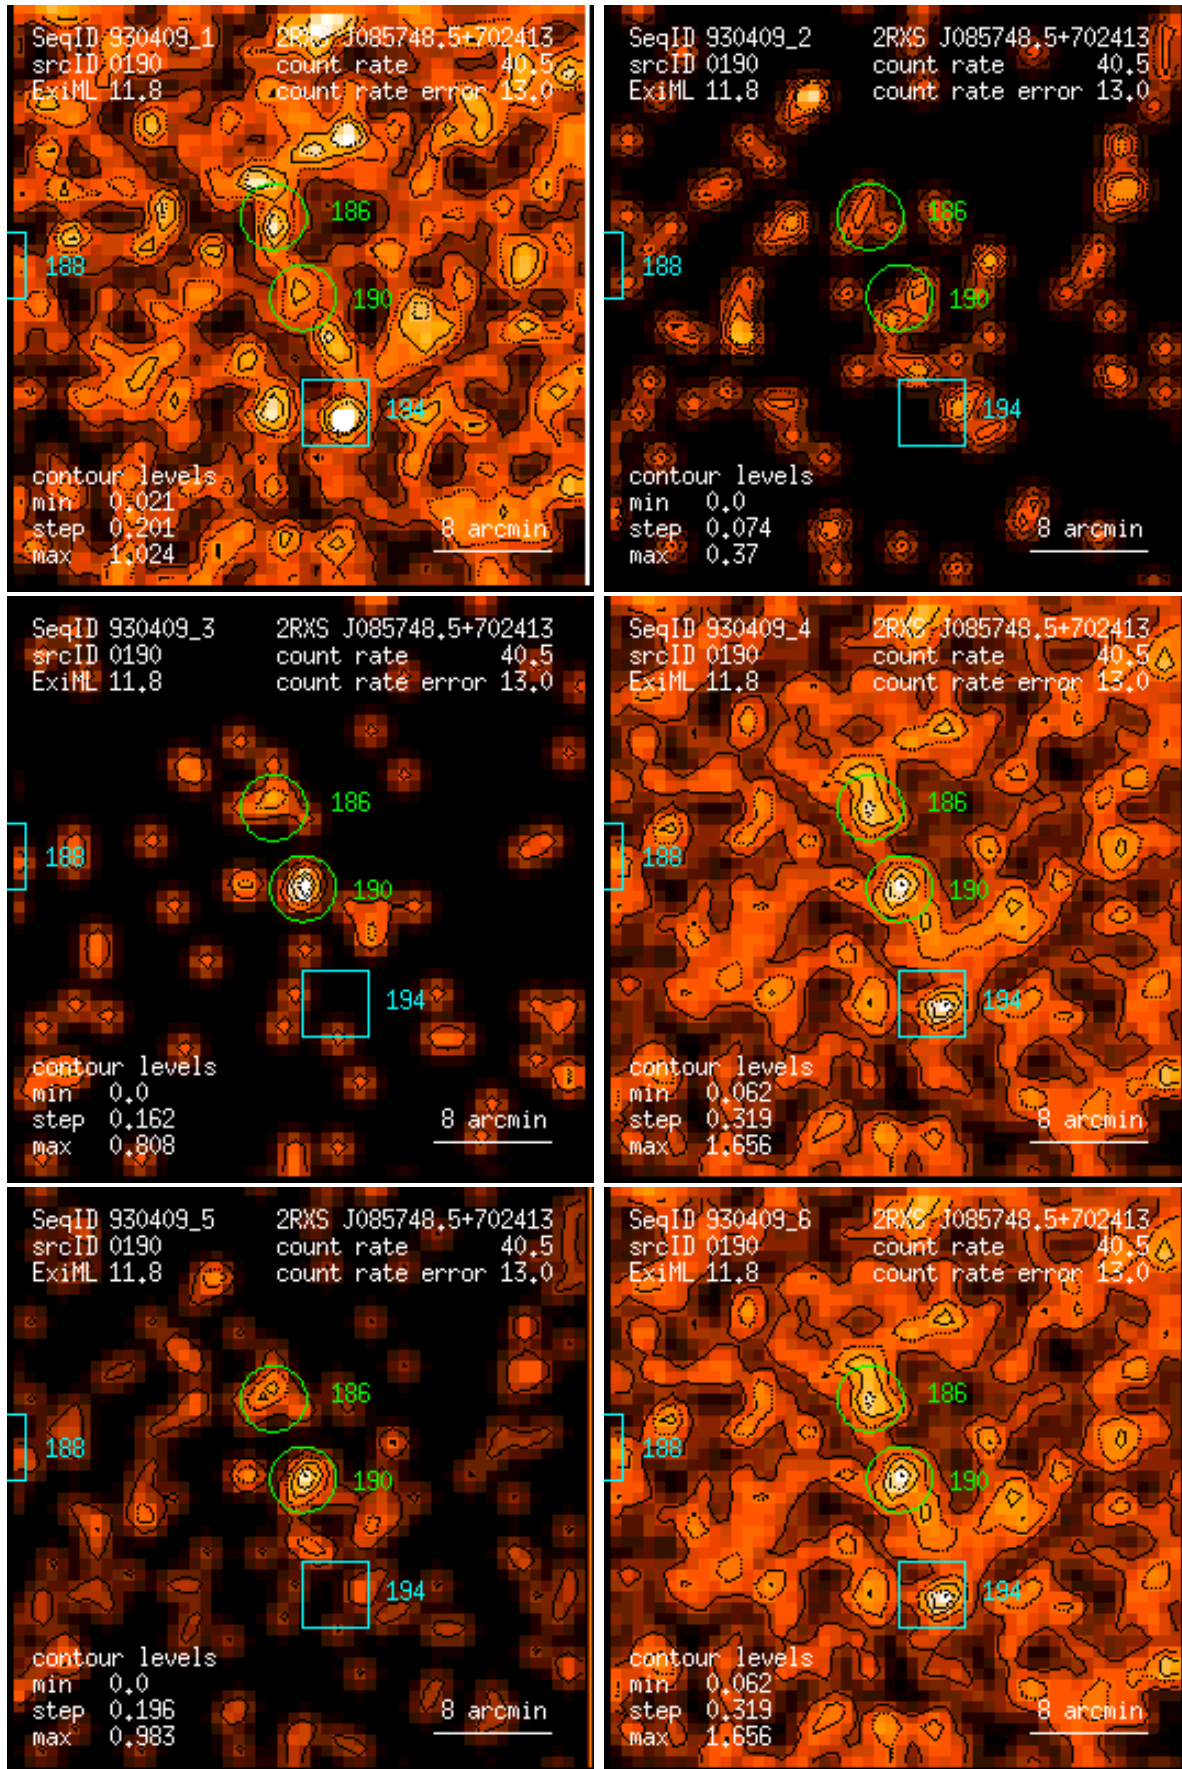 SeqID 930409_1 2RXS J085748.5+702413
srcID 0190 count rate 40.5
ExiML 11.8 count rate error 13.0
186
188
190
194
contour levels
min 0.021
step 0.201 8 arcmin
max 1.024
SeqID 930409_2 2RXS J085748.5+702413
srcID 0190 count rate 40.5
ExiML 11.8 count rate error 13.0
186
188
190
194
contour levels
min 0.0
step 0.074 8 arcmin
max 0.37
SeqID 930409_3 2RXS J085748.5+702413
srcID 0190 count rate 40.5
ExiML 11.8 count rate error 13.0
186
188
190
194
contour levels
min 0.0
step 0.162 8 arcmin
max 0.808
SeqID 930409_4 2RXS J085748.5+702413
srcID 0190 count rate 40.5
ExiML 11.8 count rate error 13.0
186
188
190
194
contour levels
min 0.062
step 0.319 8 arcmin
max 1.656
SeqID 930409_5 2RXS J085748.5+702413
srcID 0190 count rate 40.5
ExiML 11.8 count rate error 13.0
186
188
190
194
contour levels
min 0.0
step 0.196 8 arcmin
max 0.983
SeqID 930409_6 2RXS J085748.5+702413
srcID 0190 count rate 40.5
ExiML 11.8 count rate error 13.0
186
188
190
194
contour levels
min 0.062
step 0.319 8 arcmin
max 1.656